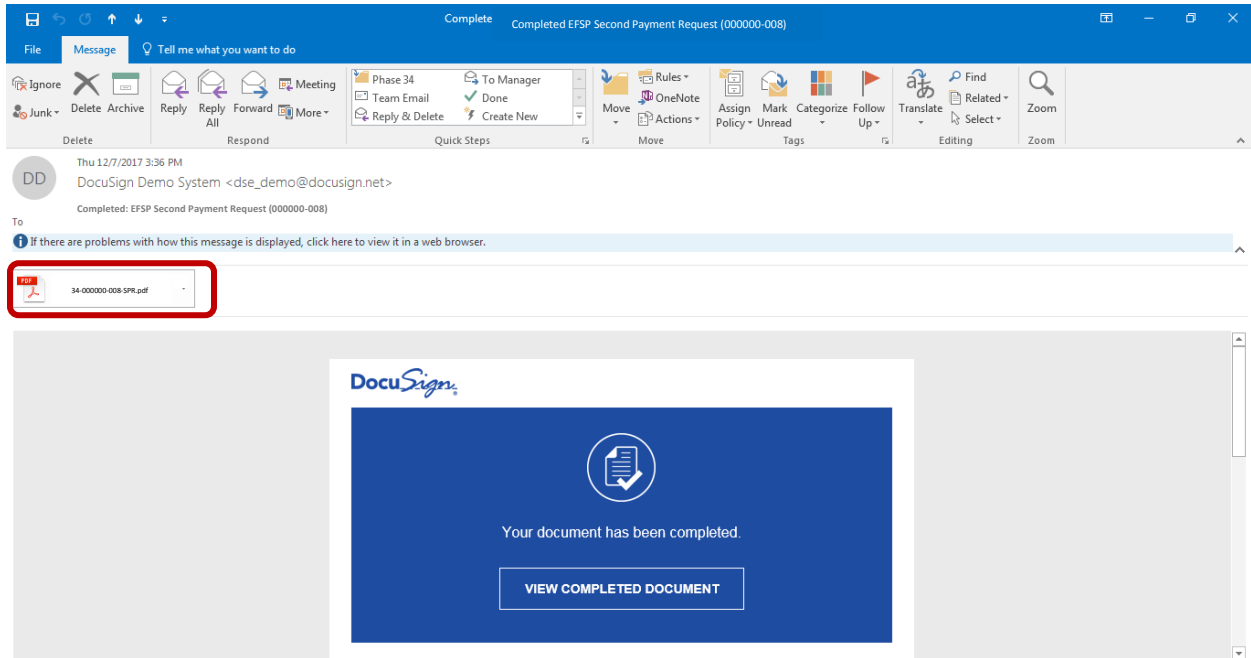 Complete Completed EFSP Second Payment Request (000000-008)
File Message Tell me what you want to do
Ignore
Junk
Delete
Archive
Delete
Reply
Reply All
Forward
Meeting
More
Respond
Phase 34
Team Email
Reply & Delete
To Manager
Done
Create New
Quick Steps
Move
Rules
OneNote
Actions
Move
Assign Policy
Mark Unread
Categorize
Follow Up
Tags
Translate
Find
Related
Select
Editing
Zoom
Zoom
DD
Thu 12/7/2017 3:36 PM
DocuSign Demo System <dse_demo@docusign.net>
Completed: EFSP Second Payment Request (000000-008)
To
If there are problems with how this message is displayed, click here to view it in a web browser.
PDF
34-000000-008-SPR.pdf
DocuSign®
Your document has been completed.
VIEW COMPLETED DOCUMENT